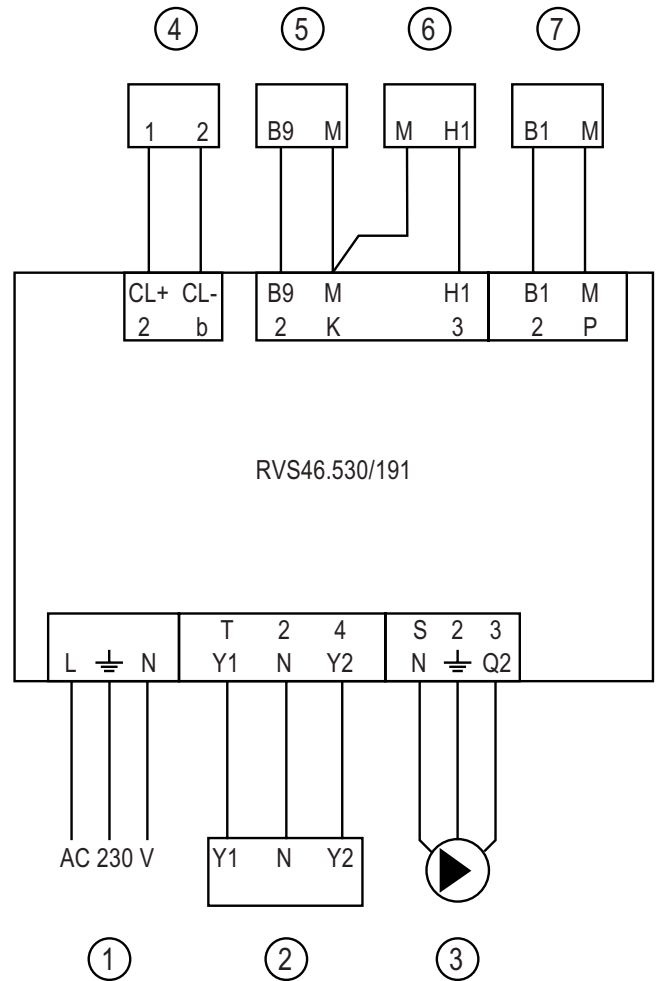 4 5 6 7
1 2 B9 M M H1 B1 M
CL+ CL- B9 M H1 B1 M
2 b 2 K 3 2 P
RVS46.530/191
T 2 4 S 2 3
L N Y1 N Y2 N Q2
AC 230 V Y1 N Y2
1 2 3